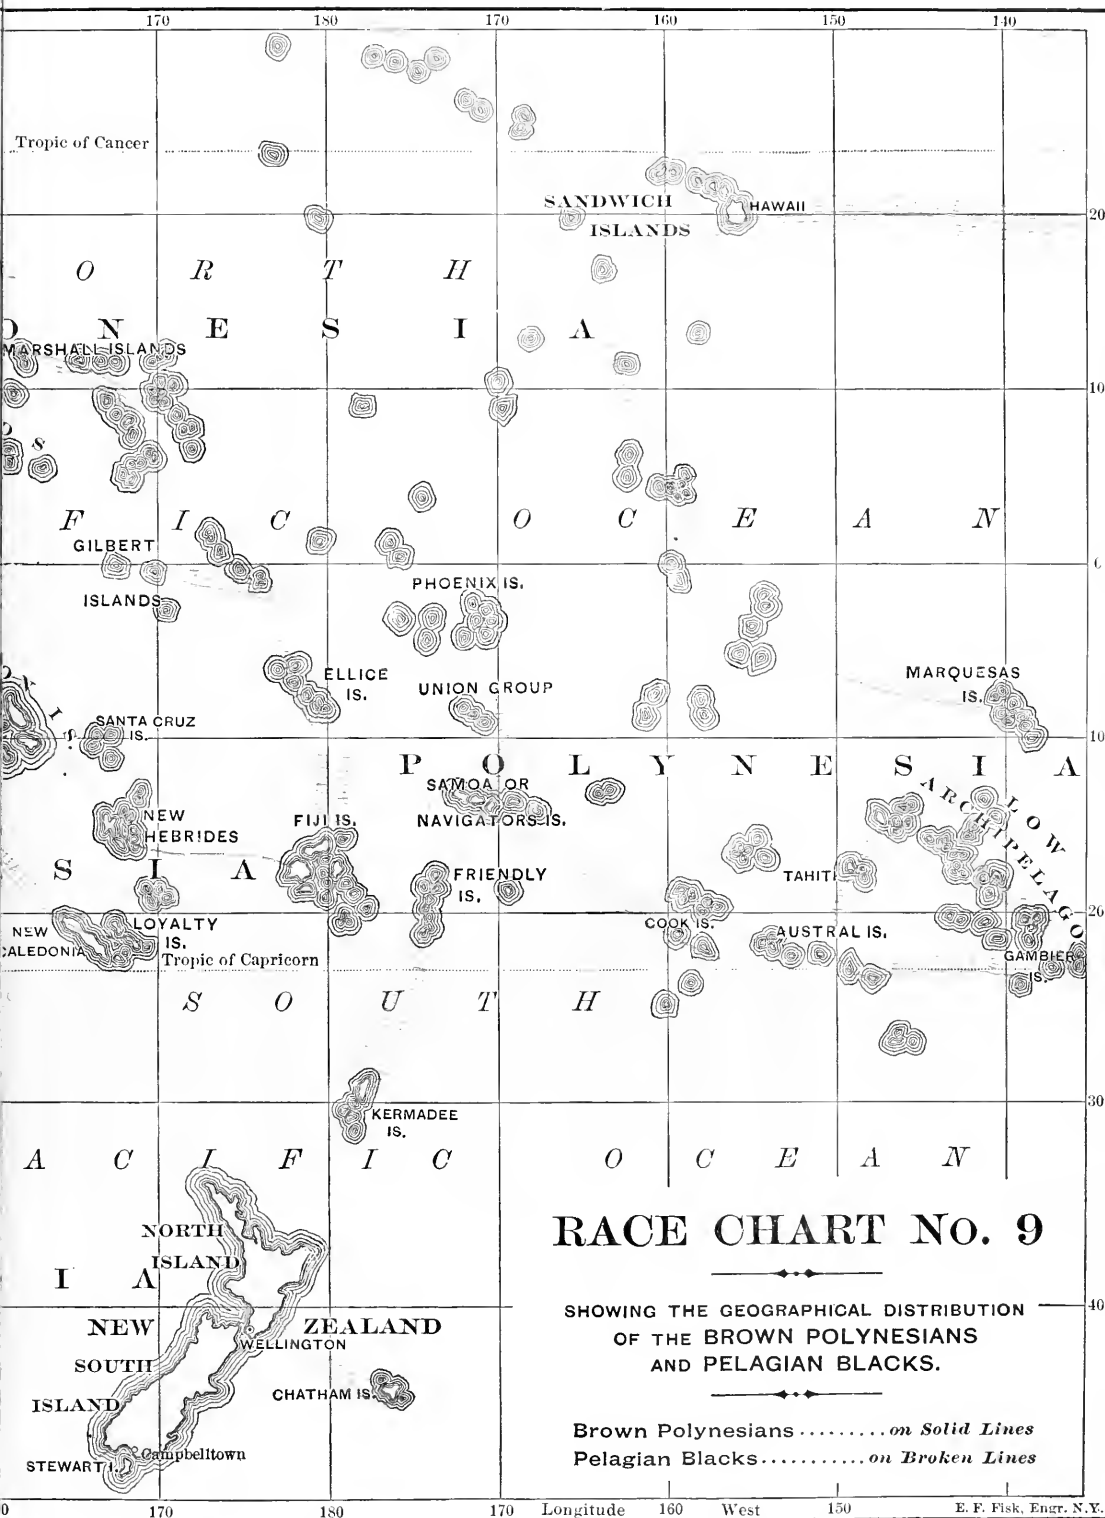 170 180 170 160 150 140
Tropic of Cancer
SANDWICH
ISLANDS
HAWAII
20
O R T H
O N E S I A
MARSHALL ISLANDS
10
O S
F I C O C E A N
GILBERT
ISLANDS
PHOENIX IS.
ELLICE
IS.
UNION GROUP
MARQUESAS
IS.
SANTA CRUZ
IS.
10
P O L Y N E S I A
SAMOA OR
NAVIGATORS IS.
LOW
ARCHIPELAGO
NEW
HEBRIDES
FIJI IS.
S I A
FRIENDLY
IS.
TAHITI
20
NEW
CALEDONIA
LOYALTY
IS.
COOK IS.
AUSTRAL IS.
GAMBIER
IS.
Tropic of Capricorn
S O U T H
30
KERMADEE
IS.
A C I F I C O C E A N
NORTH
ISLAND
I A
40
NEW ZEALAND
WELLINGTON
SOUTH
ISLAND
CHATHAM IS.
Campbelltown
STEWART I.
RACE CHART No. 9
SHOWING THE GEOGRAPHICAL DISTRIBUTION
OF THE BROWN POLYNESIANS
AND PELAGIAN BLACKS.
Brown Polynesians ......... on Solid Lines
Pelagian Blacks ........... on Broken Lines
0 170 180 170 Longitude 160 West 150 E. F. Fisk, Engr. N.Y.